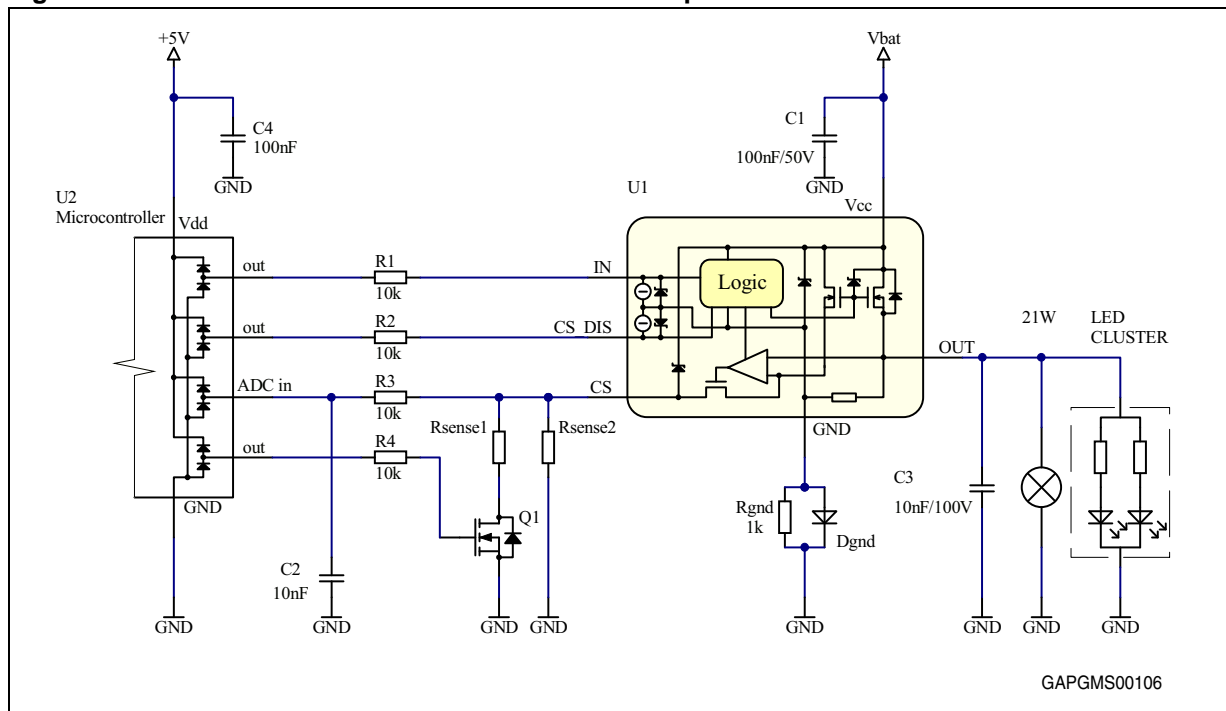 +5V
Vbat
C4
100nF
GND
C1
100nF/50V
GND
U2
Microcontroller
Vdd
U1
Vcc
out
R1
10k
IN
Logic
out
R2
10k
CS_DIS
21W
LED
CLUSTER
OUT
ADC in
R3
10k
CS
Rsense1
Rsense2
GND
out
R4
10k
GND
C3
10nF/100V
Rgnd
1k
Dgnd
Q1
C2
10nF
GND
GND
GND
GND
GND
GND
GND
GND
GAPGMS00106